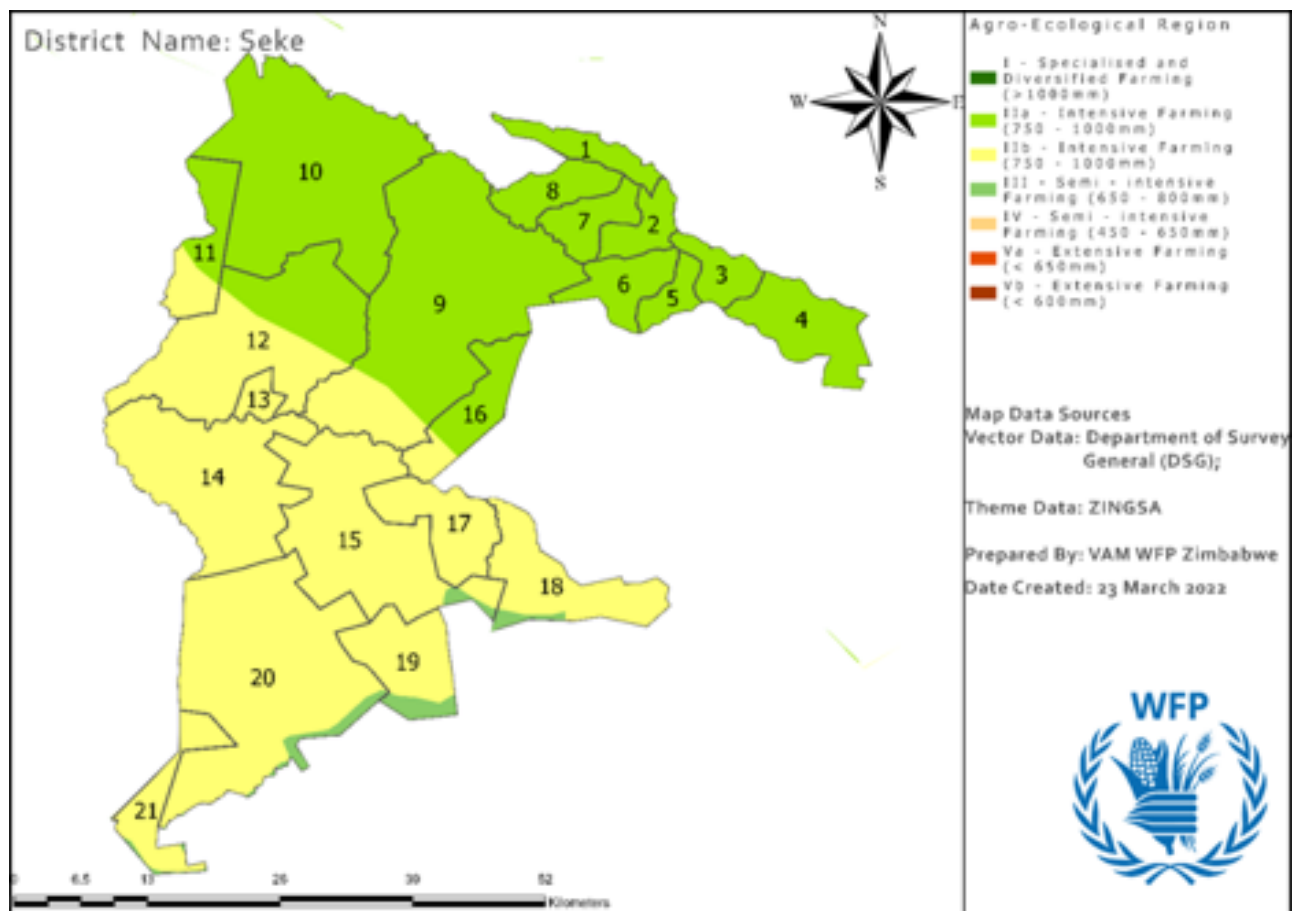 District Name: Seke
N
W
E
S
1
10
8
7
2
11
6
5
3
9
4
12
13
16
14
15
17
18
19
20
21
0 6.5 13 26 39 52
Kilometers
Agro-Ecological Region
I - Specialised and
Diversified Farming
(>1000mm)
IIa - Intensive Farming
(750 - 1000mm)
IIb - Intensive Farming
(750 - 1000mm)
III - Semi - intensive
Farming (650 - 800mm)
IV - Semi - intensive
Farming (450 - 650mm)
Va - Extensive Farming
(< 650mm)
Vb - Extensive Farming
(< 600mm)
Map Data Sources
Vector Data: Department of Survey
General (DSG);
Theme Data: ZINGSA
Prepared By: VAM WFP Zimbabwe
Date Created: 23 March 2022
WFP